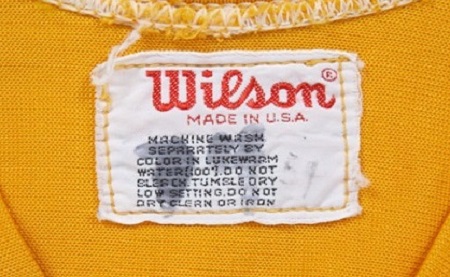 Wilson®
MADE IN U.S.A.
MACHINE WASH
SEPARATELY BY
COLOR IN LUKEWARM
WATER(100°). DO NOT
BLEACH. TUMBLE DRY
LOW SETTING. DO NOT
DRY CLEAN OR IRON